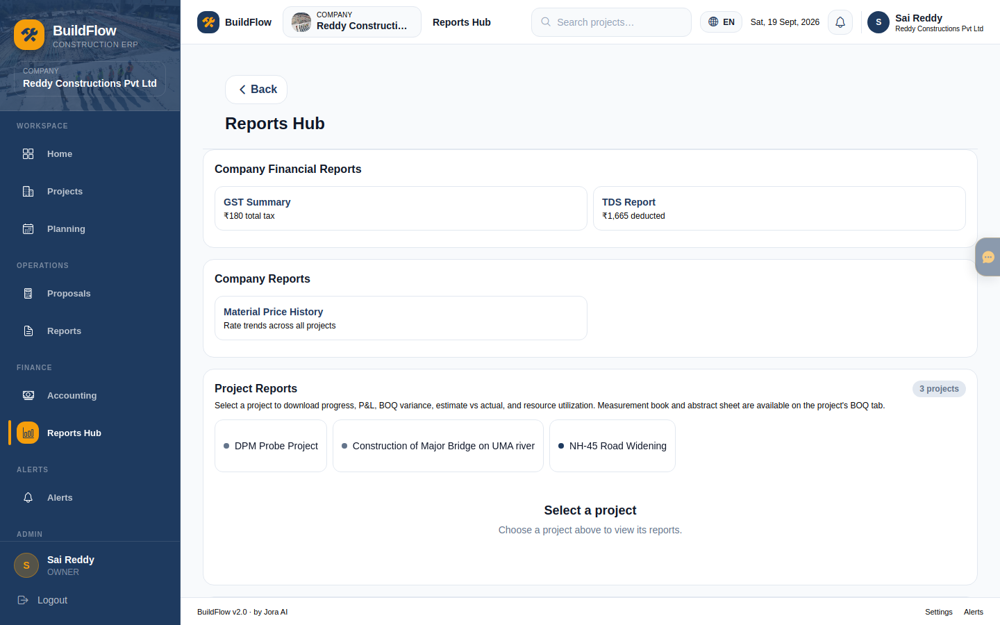 BuildFlow
CONSTRUCTION ERP
COMPANY
Reddy Constructions Pvt Ltd
WORKSPACE
Home
Projects
Planning
OPERATIONS
Proposals
Reports
FINANCE
Accounting
Reports Hub
ALERTS
Alerts
ADMIN
S
Sai Reddy
OWNER
Logout
BuildFlow
COMPANY
Reddy Constructi...
Reports Hub
Search projects...
EN
Sat, 19 Sept, 2026
S
Sai Reddy
Reddy Constructions Pvt Ltd
Back
Reports Hub
Company Financial Reports
GST Summary
₹180 total tax
TDS Report
₹1,665 deducted
Company Reports
Material Price History
Rate trends across all projects
Project Reports
3 projects
Select a project to download progress, P&L, BOQ variance, estimate vs actual, and resource utilization. Measurement book and abstract sheet are available on the project's BOQ tab.
DPM Probe Project
Construction of Major Bridge on UMA river
NH-45 Road Widening
Select a project
Choose a project above to view its reports.
BuildFlow v2.0 · by Jora AI
Settings
Alerts